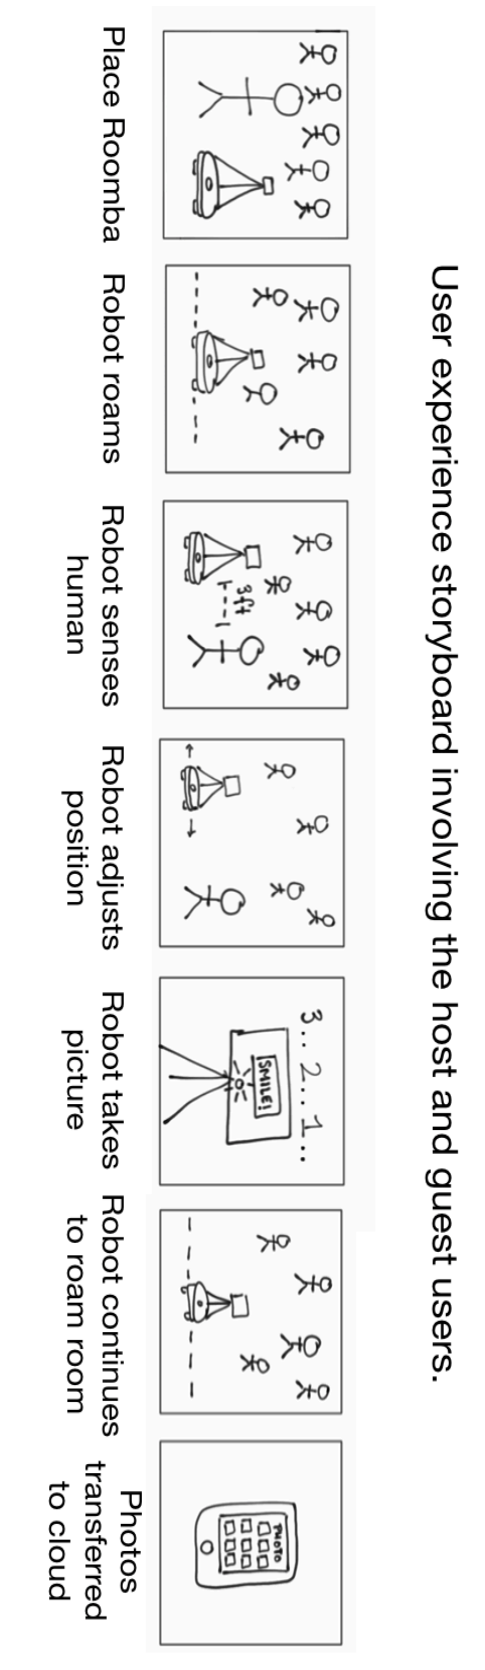 User experience storyboard involving the host and guest users.
3ft
3... 2... 1..
SMILE!
PHOTO
Place Roomba
Robot roams
Robot senses
human
Robot adjusts
position
Robot takes
picture
Robot continues
to roam room
Photos
transferred
to cloud